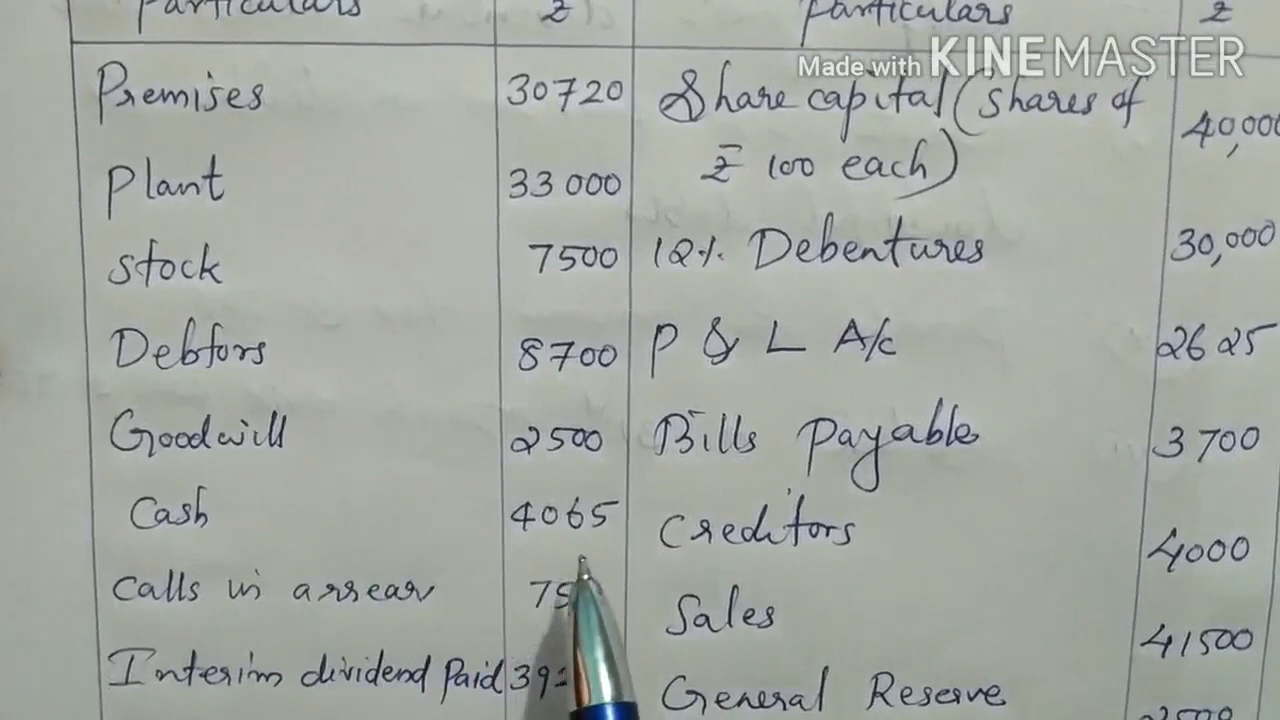 Particulars ₹ Particulars ₹
Made with KINEMASTER
Premises 30720 Share capital (shares of
₹ 100 each) 40,000
Plant 33000
Stock 7500 12% Debentures 30,000
Debtors 8700 P & L A/c 2625
Goodwill 2500 Bills Payable 3700
Cash 4065 Creditors 4000
Calls in arrear Sales 41500
Interim dividend Paid General Reserve